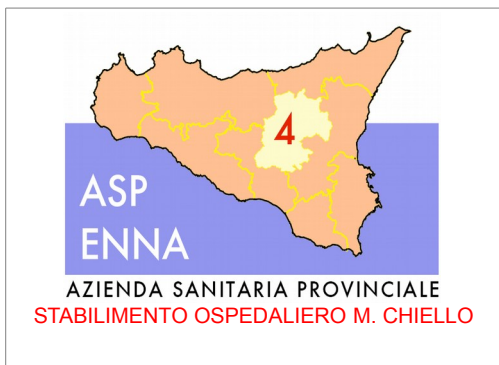 4
ASP
ENNA
AZIENDA SANITARIA PROVINCIALE
STABILIMENTO OSPEDALIERO M. CHIELLO